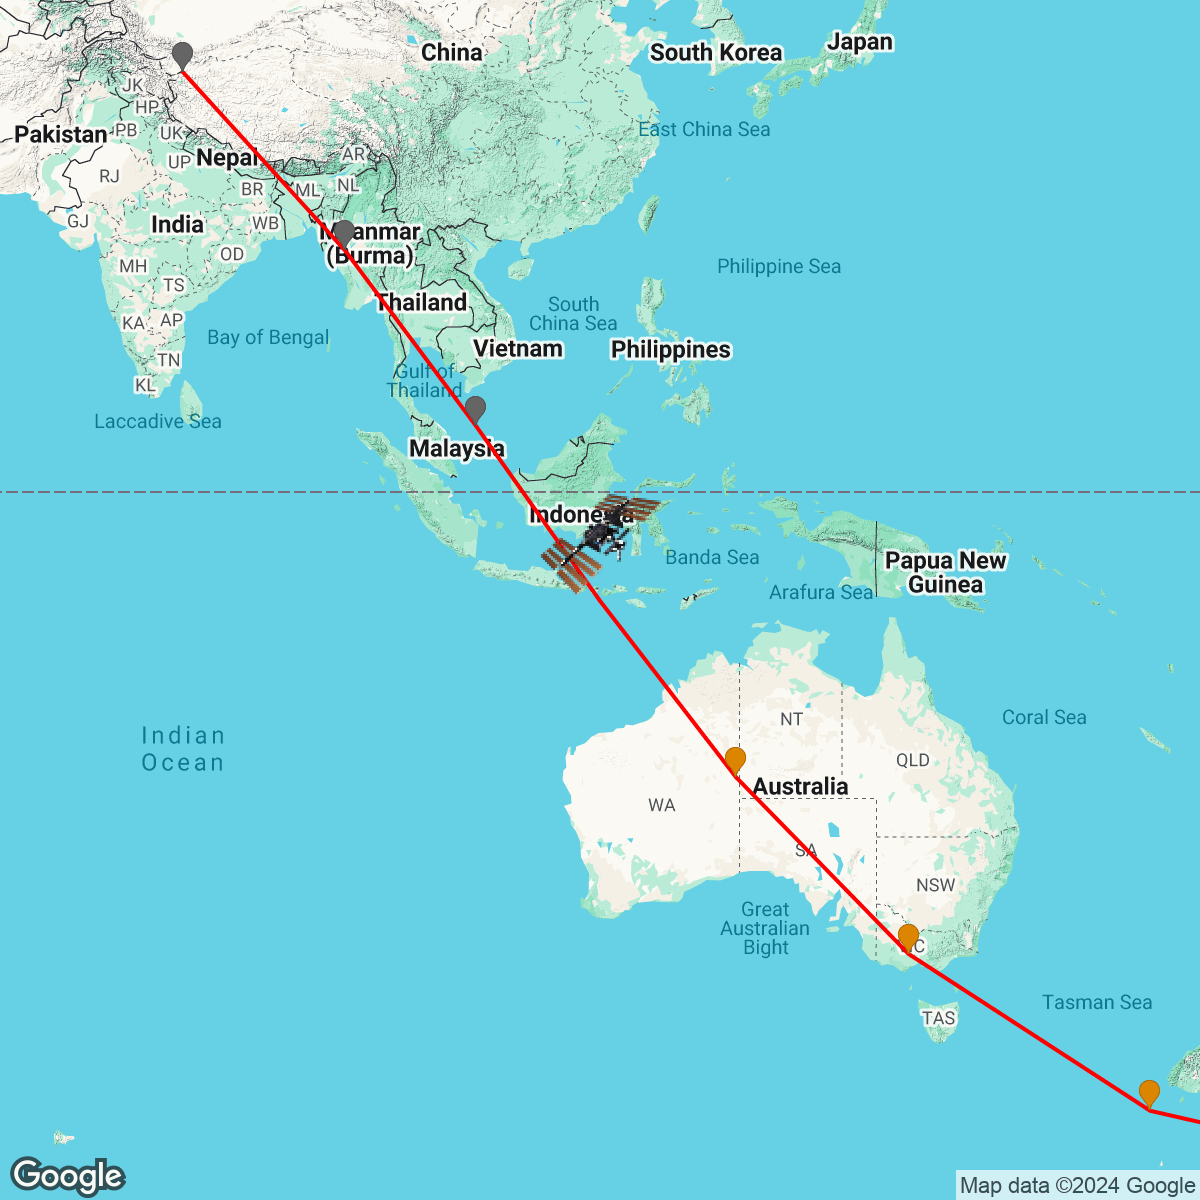 China
South Korea
Japan
JK
HP
Pakistan
PB
UK
East China Sea
Nepal
AR
UP
RJ
BR
ML
NL
GJ
India
WB
Myanmar
(Burma)
OD
MH
Philippine Sea
TS
Thailand
South
China Sea
KA
AP
Bay of Bengal
Vietnam
Philippines
TN
Gulf of
Thailand
KL
Laccadive Sea
Malaysia
Indonesia
Banda Sea
Papua New
Guinea
Arafura Sea
Indian
Ocean
NT
Coral Sea
QLD
Australia
WA
SA
NSW
Great
Australian
Bight
VIC
Tasman Sea
TAS
Google
Map data ©2024 Google